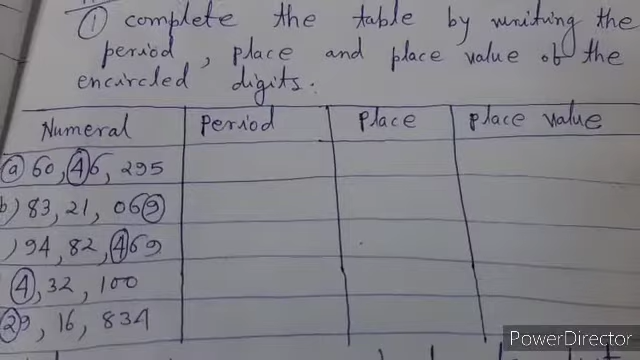 ① complete the table by writing the
period, place and place value of the
encircled digits.
Numeral Period Place Place value
ⓐ 60, 46, 295
b) 83, 21, 069
) 94, 82, 469
4, 32, 100
29, 16, 834
PowerDirector